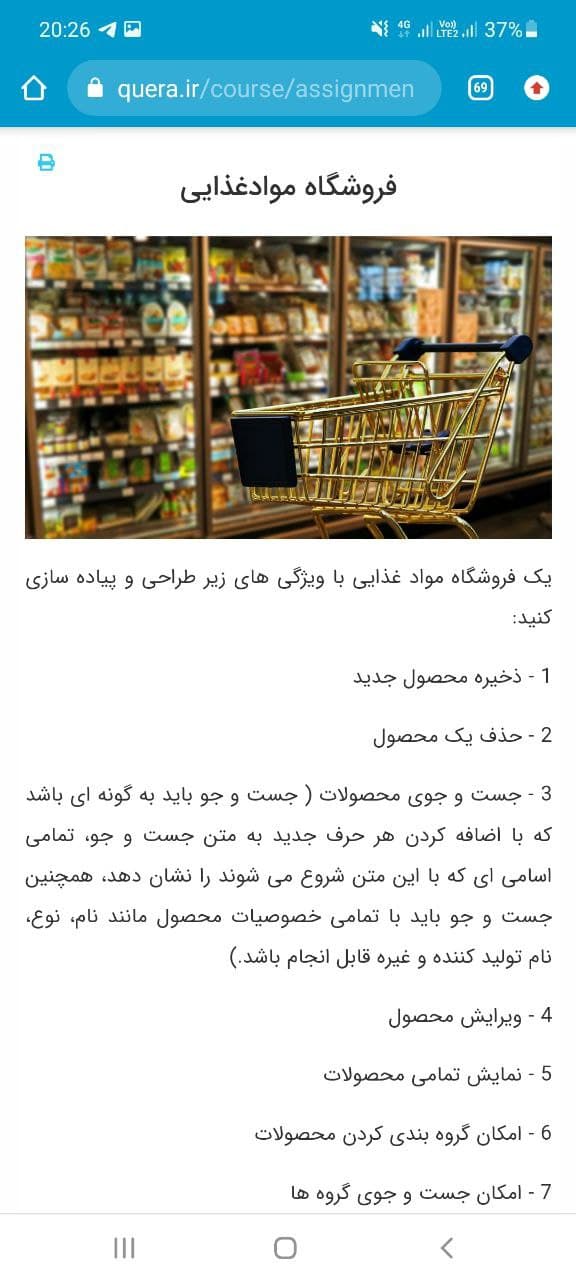 20:26
4G Vo)) LTE2 37%
quera.ir/course/assignmen
69
فروشگاه موادغذایی
یک فروشگاه مواد غذایی با ویژگی های زیر طراحی و پیاده سازی
کنید:
1 - ذخیره محصول جدید
2 - حذف یک محصول
3 - جست و جوی محصولات ( جست و جو باید به گونه ای باشد
که با اضافه کردن هر حرف جدید به متن جست و جو، تمامی
اسامی ای که با این متن شروع می شوند را نشان دهد، همچنین
جست و جو باید با تمامی خصوصیات محصول مانند نام، نوع،
نام تولید کننده و غیره قابل انجام باشد.)
4 - ویرایش محصول
5 - نمایش تمامی محصولات
6 - امکان گروه بندی کردن محصولات
7 - امکان جست و جوی گروه ها